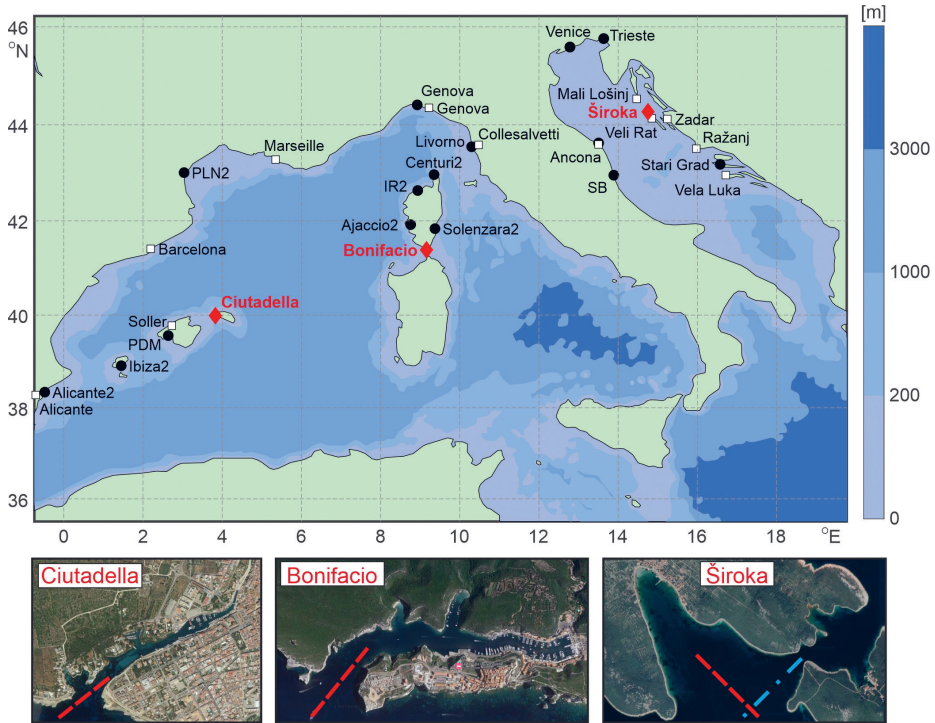 [m]
46
°N
44
42
40
38
36
0
2
4
6
8
10
12
14
16
18
°E
3000
1000
200
0
Venice
Trieste
Mali Lošinj
Široka
Zadar
Veli Rat
Ražanj
Ancona
Stari Grad
SB
Vela Luka
Genova
Genova
Marseille
Livorno
Collesalvetti
Centuri2
PLN2
IR2
Ajaccio2
Solenzara2
Barcelona
Bonifacio
Ciutadella
Soller
PDM
Ibiza2
Alicante2
Alicante
Ciutadella
Bonifacio
Široka